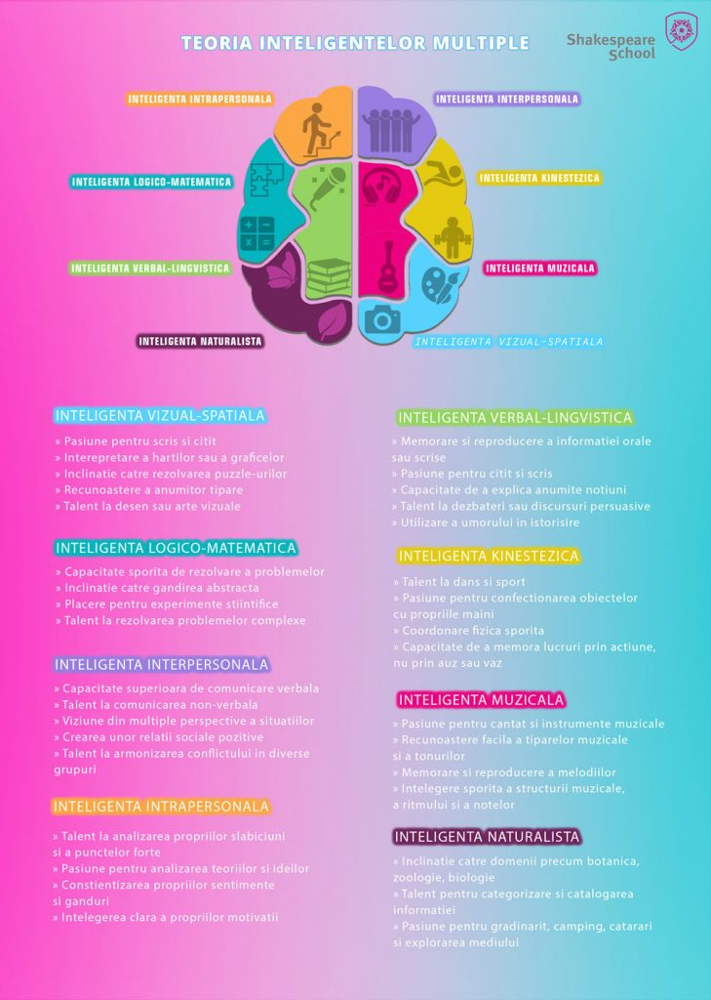 TEORIA INTELIGENTELOR MULTIPLE
Shakespeare
School
INTELIGENTA INTRAPERSONALA
INTELIGENTA INTERPERSONALA
INTELIGENTA LOGICO-MATEMATICA
INTELIGENTA KINESTEZICA
INTELIGENTA VERBAL-LINGVISTICA
INTELIGENTA MUZICALA
INTELIGENTA NATURALISTA
INTELIGENTA VIZUAL-SPATIALA
INTELIGENTA VIZUAL-SPATIALA
» Pasiune pentru scris si citit
» Interepretare a hartilor sau a graficelor
» Inclinatie catre rezolvarea puzzle-urilor
» Recunoastere a anumitor tipare
» Talent la desen sau arte vizuale
INTELIGENTA LOGICO-MATEMATICA
» Capacitate sporita de rezolvare a problemelor
» Inclinatie catre gandirea abstracta
» Placere pentru experimente stiintifice
» Talent la rezolvarea problemelor complexe
INTELIGENTA INTERPERSONALA
» Capacitate superioara de comunicare verbala
» Talent la comunicarea non-verbala
» Viziune din multiple perspective a situatiilor
» Crearea unor relatii sociale pozitive
» Talent la armonizarea conflictului in diverse
grupuri
INTELIGENTA INTRAPERSONALA
» Talent la analizarea propriilor slabiciuni
si a punctelor forte
» Pasiune pentru analizarea teoriilor si ideilor
» Constientizarea propriilor sentimente
si ganduri
» Intelegerea clara a propriilor motivatii
INTELIGENTA VERBAL-LINGVISTICA
» Memorare si reproducere a informatiei orale
sau scrise
» Pasiune pentru citit si scris
» Capacitate de a explica anumite notiuni
» Talent la dezbateri sau discursuri persuasive
» Utilizare a umorului in istorisire
INTELIGENTA KINESTEZICA
» Talent la dans si sport
» Pasiune pentru confectionarea obiectelor
cu propriile maini
» Coordonare fizica sporita
» Capacitate de a memora lucruri prin actiune,
nu prin auz sau vaz
INTELIGENTA MUZICALA
» Pasiune pentru cantat si instrumente muzicale
» Recunoastere facila a tiparelor muzicale
si a tonurilor
» Memorare si reproducere a melodiilor
» Intelegere sporita a structurii muzicale,
a ritmului si a notelor
INTELIGENTA NATURALISTA
» Inclinatie catre domenii precum botanica,
zoologie, biologie
» Talent pentru categorizare si catalogarea
informatiei
» Pasiune pentru gradinarit, camping, catarari
si explorarea mediului